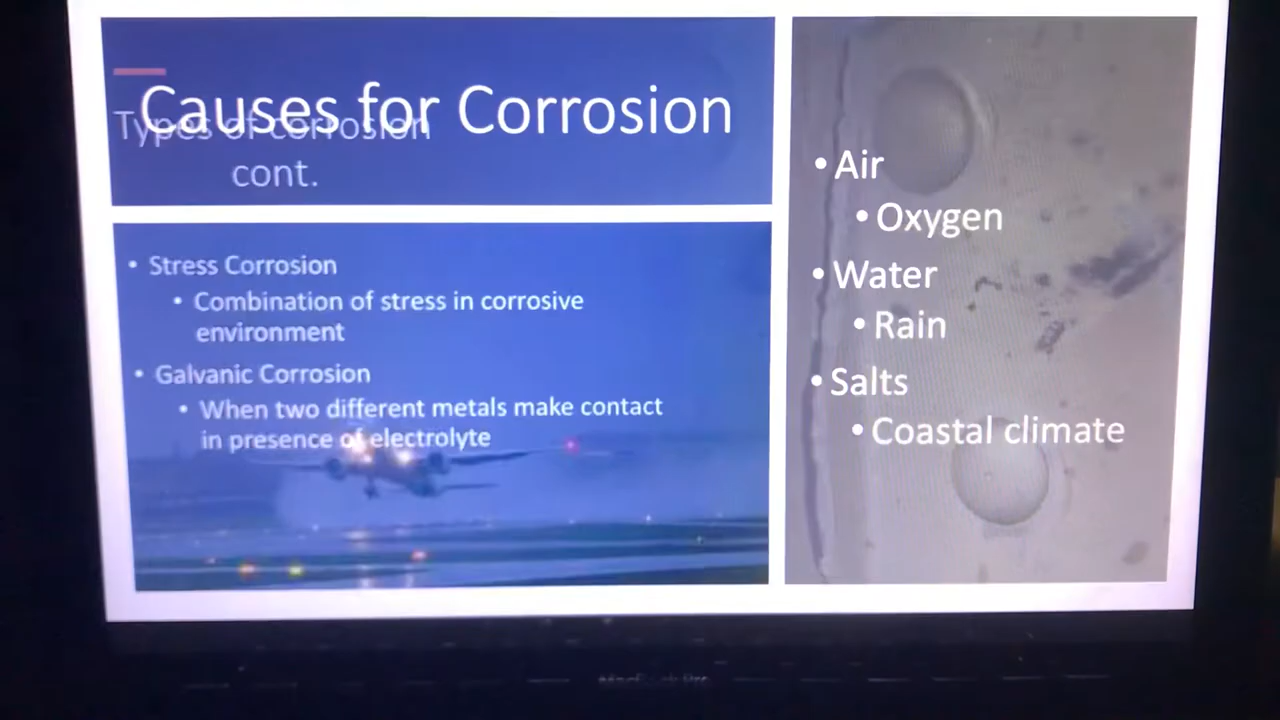 Causes for Corrosion
Types of corrosion
cont.
• Stress Corrosion
• Combination of stress in corrosive
environment
• Galvanic Corrosion
• When two different metals make contact
in presence of electrolyte
• Air
• Oxygen
• Water
• Rain
• Salts
• Coastal climate